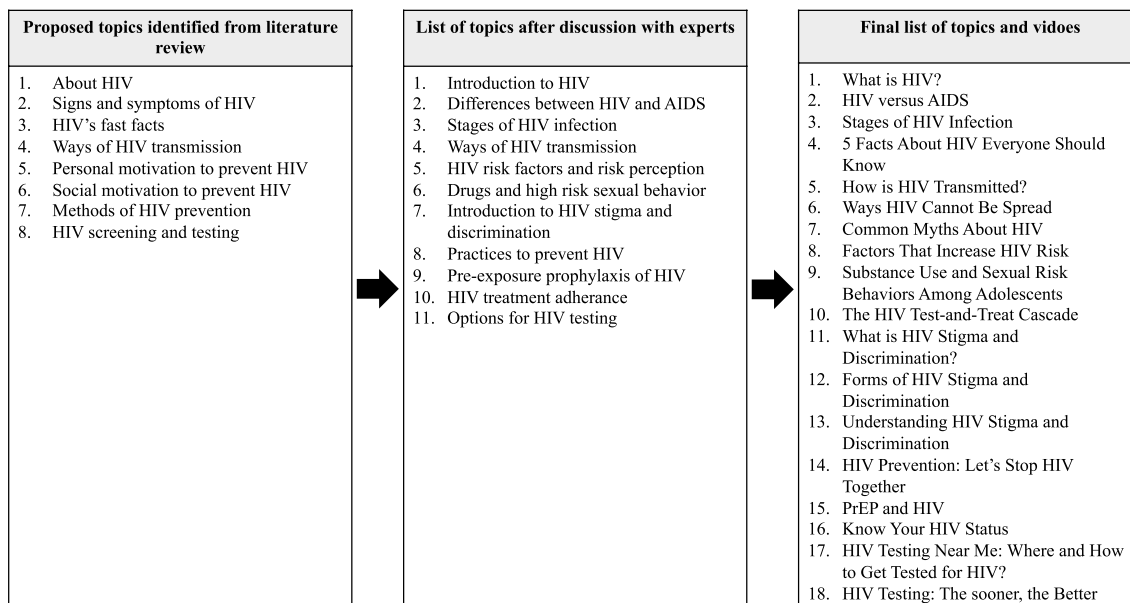 Proposed topics identified from literature
review
1. About HIV
2. Signs and symptoms of HIV
3. HIV's fast facts
4. Ways of HIV transmission
5. Personal motivation to prevent HIV
6. Social motivation to prevent HIV
7. Methods of HIV prevention
8. HIV screening and testing
List of topics after discussion with experts
1. Introduction to HIV
2. Differences between HIV and AIDS
3. Stages of HIV infection
4. Ways of HIV transmission
5. HIV risk factors and risk perception
6. Drugs and high risk sexual behavior
7. Introduction to HIV stigma and
discrimination
8. Practices to prevent HIV
9. Pre-exposure prophylaxis of HIV
10. HIV treatment adherance
11. Options for HIV testing
Final list of topics and vidoes
1. What is HIV?
2. HIV versus AIDS
3. Stages of HIV Infection
4. 5 Facts About HIV Everyone Should
Know
5. How is HIV Transmitted?
6. Ways HIV Cannot Be Spread
7. Common Myths About HIV
8. Factors That Increase HIV Risk
9. Substance Use and Sexual Risk
Behaviors Among Adolescents
10. The HIV Test-and-Treat Cascade
11. What is HIV Stigma and
Discrimination?
12. Forms of HIV Stigma and
Discrimination
13. Understanding HIV Stigma and
Discrimination
14. HIV Prevention: Let's Stop HIV
Together
15. PrEP and HIV
16. Know Your HIV Status
17. HIV Testing Near Me: Where and How
to Get Tested for HIV?
18. HIV Testing: The sooner, the Better